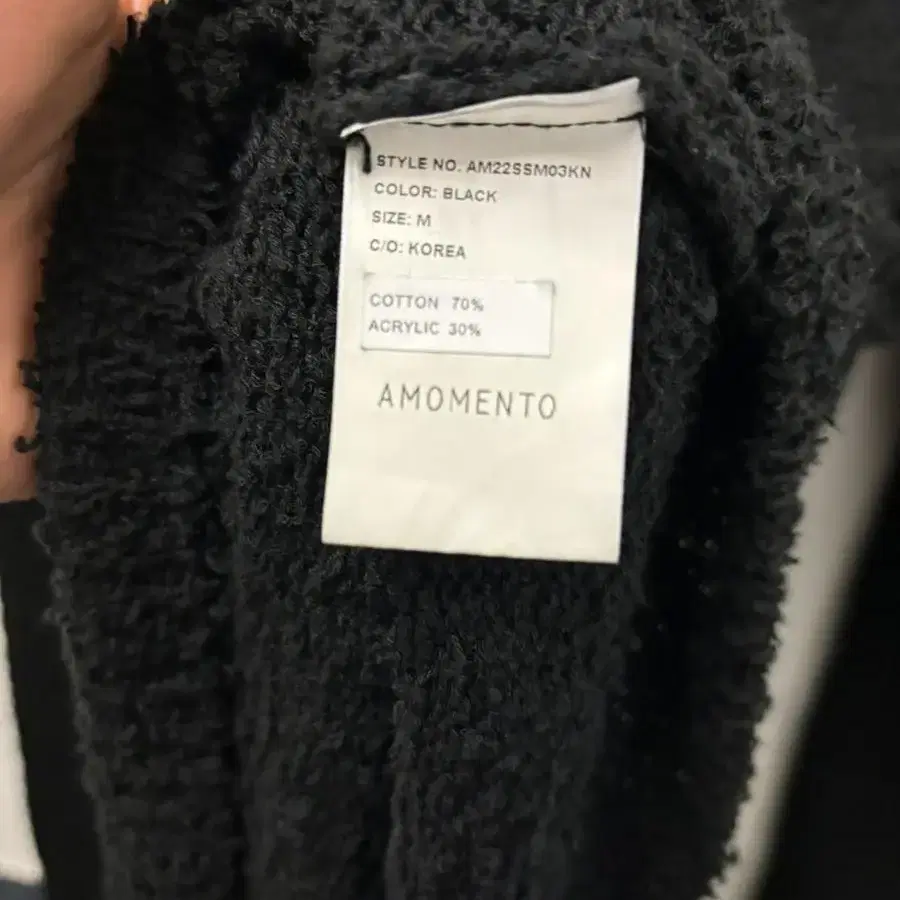 STYLE NO. AM22SSM03KN
COLOR: BLACK
SIZE: M
C/O: KOREA
COTTON 70%
ACRYLIC 30%
AMOMENTO